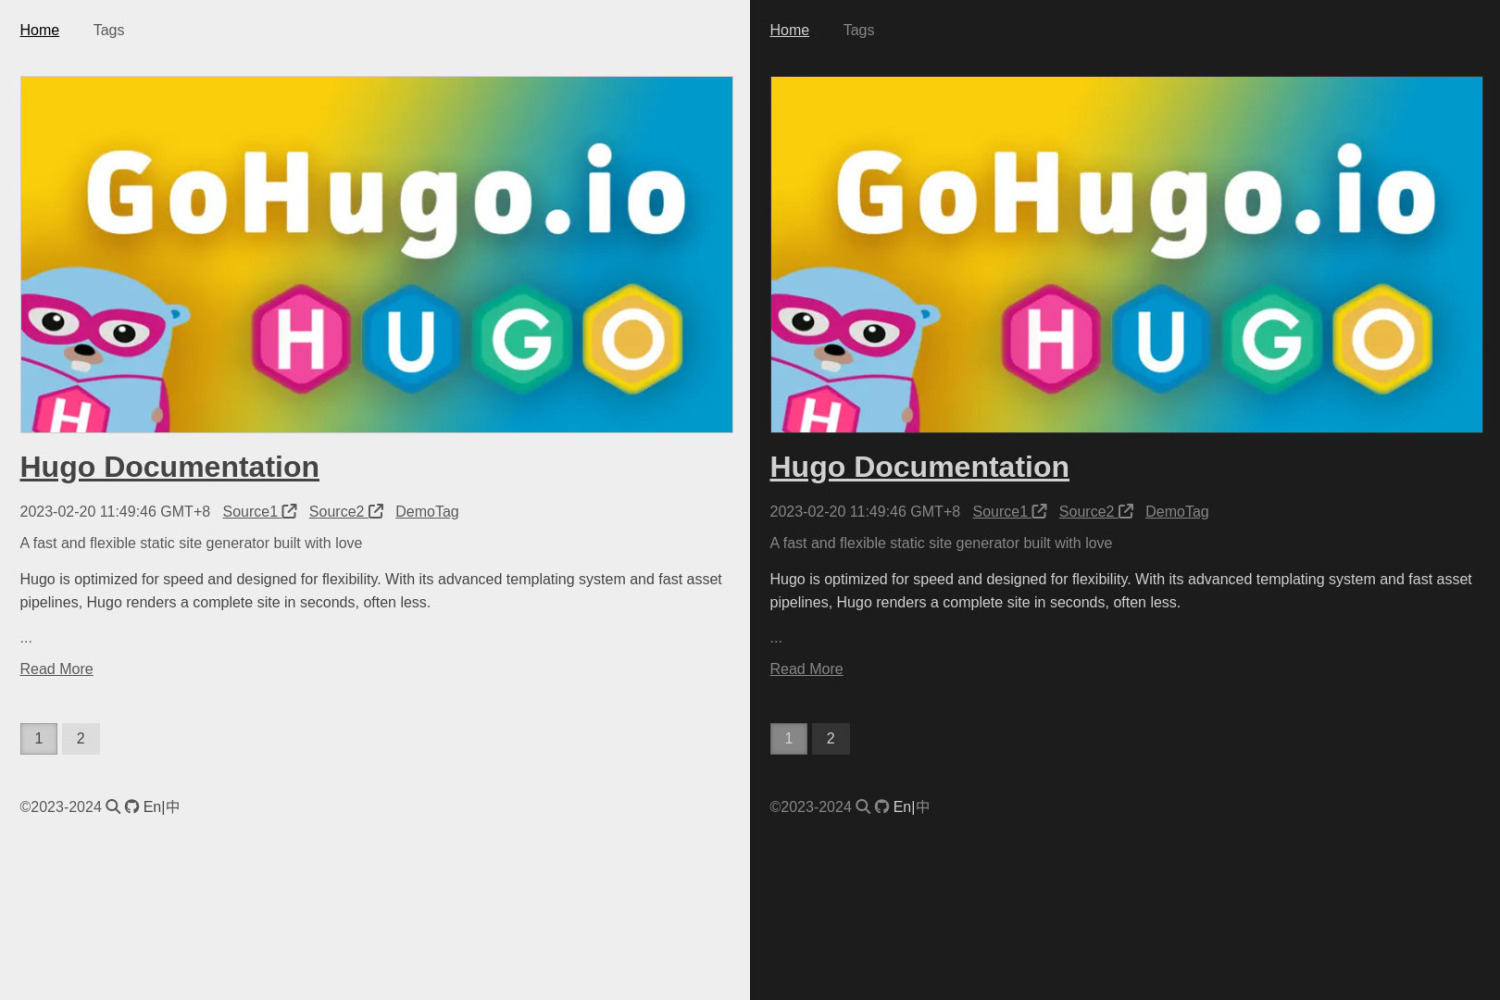 Home Tags
GoHugo.io
H U G O
H
Hugo Documentation
2023-02-20 11:49:46 GMT+8 Source1 Source2 DemoTag
A fast and flexible static site generator built with love
Hugo is optimized for speed and designed for flexibility. With its advanced templating system and fast asset
pipelines, Hugo renders a complete site in seconds, often less.
...
Read More
1 2
©2023-2024 En|中
Home Tags
GoHugo.io
H U G O
H
Hugo Documentation
2023-02-20 11:49:46 GMT+8 Source1 Source2 DemoTag
A fast and flexible static site generator built with love
Hugo is optimized for speed and designed for flexibility. With its advanced templating system and fast asset
pipelines, Hugo renders a complete site in seconds, often less.
...
Read More
1 2
©2023-2024 En|中